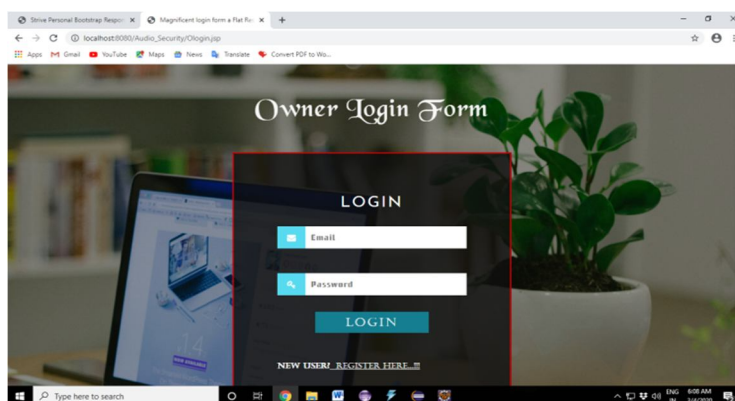 Strive Personal Bootstrap Respon
Magnificent login form a Flat Re
localhost:8080/Audio_Security/Ologin.jsp
Apps Gmail YouTube Maps News Translate Convert PDF to Wo...
Owner Login Form
LOGIN
Email
Password
LOGIN
NEW USER! REGISTER HERE...!!!
Type here to search
ENG 6:08 AM
IN